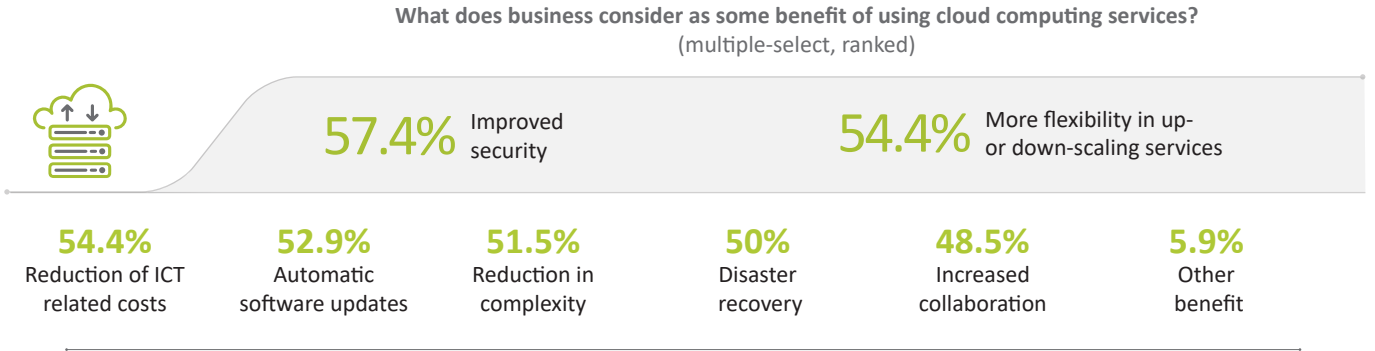 What does business consider as some benefit of using cloud computing services?
(multiple-select, ranked)
57.4%
Improved
security
54.4%
More flexibility in up-
or down-scaling services
54.4%
Reduction of ICT
related costs
52.9%
Automatic
software updates
51.5%
Reduction in
complexity
50%
Disaster
recovery
48.5%
Increased
collaboration
5.9%
Other
benefit